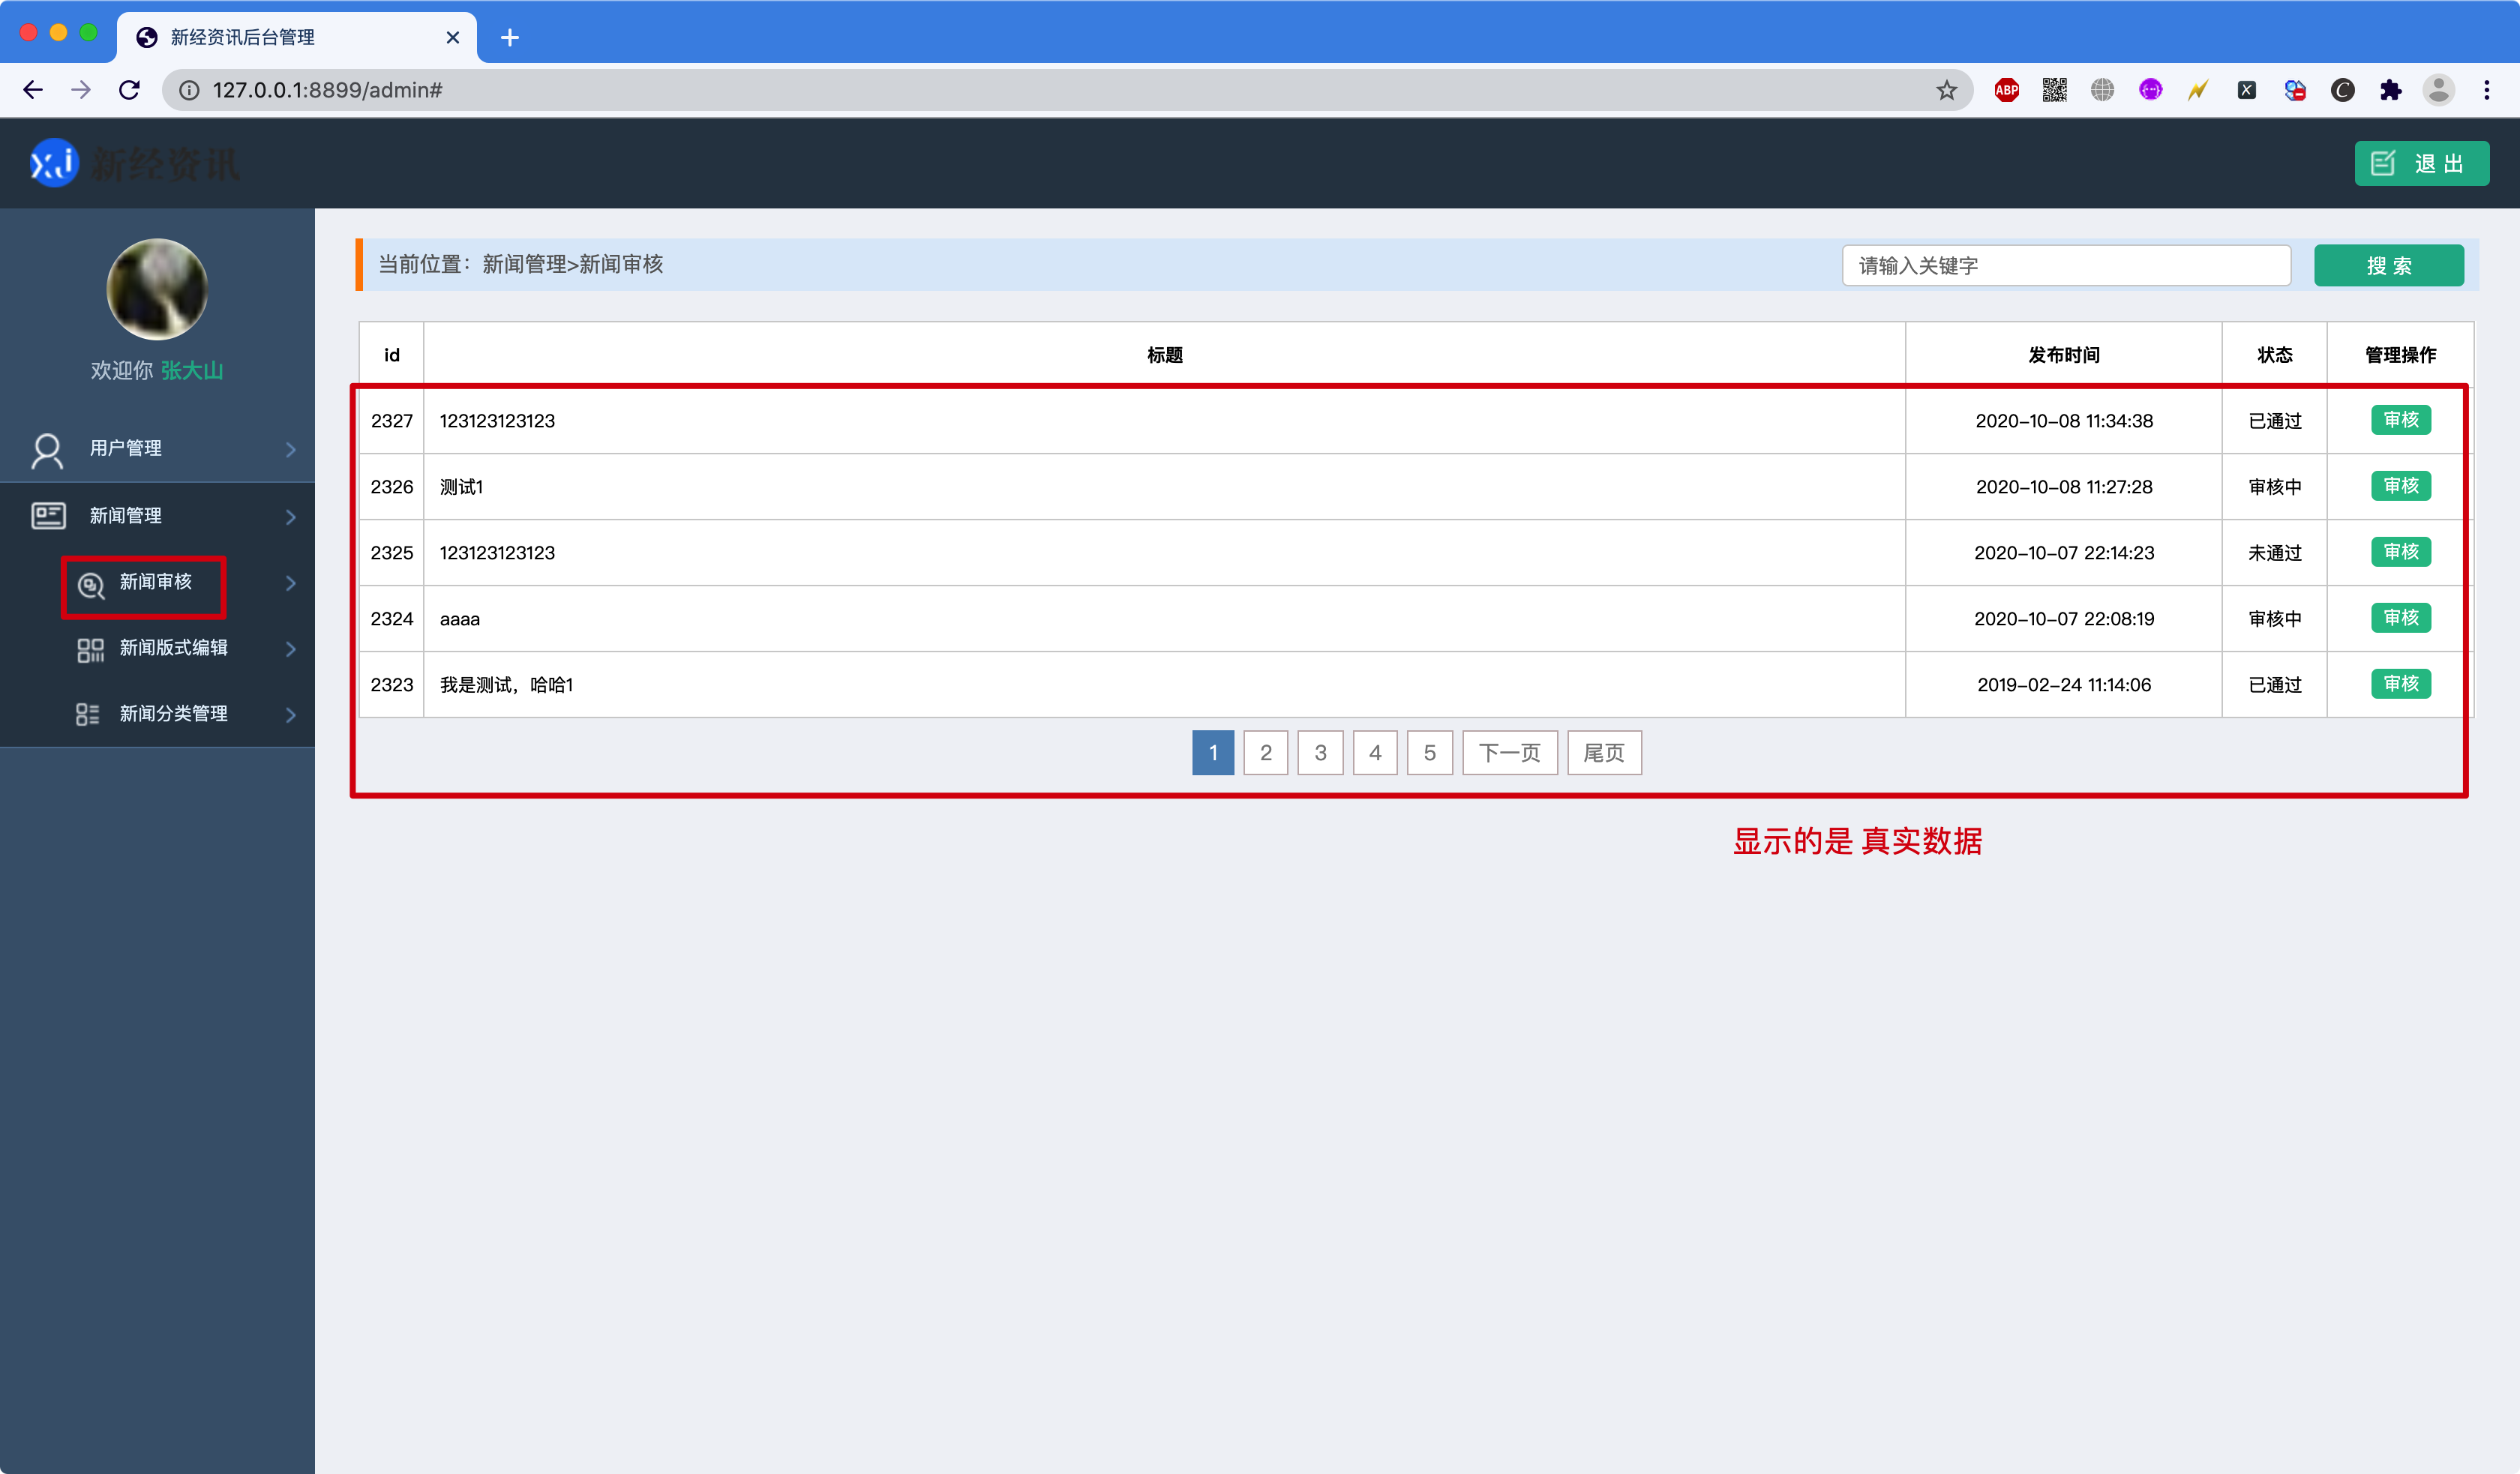 新经资讯后台管理
127.0.0.1:8899/admin#
ABP
新经资讯
退 出
当前位置：新闻管理>新闻审核
请输入关键字
搜 索
欢迎你 张大山
用户管理
新闻管理
新闻审核
新闻版式编辑
新闻分类管理
id 标题 发布时间 状态 管理操作
2327 123123123123 2020-10-08 11:34:38 已通过 审核
2326 测试1 2020-10-08 11:27:28 审核中 审核
2325 123123123123 2020-10-07 22:14:23 未通过 审核
2324 aaaa 2020-10-07 22:08:19 审核中 审核
2323 我是测试，哈哈1 2019-02-24 11:14:06 已通过 审核
1 2 3 4 5 下一页 尾页
显示的是 真实数据